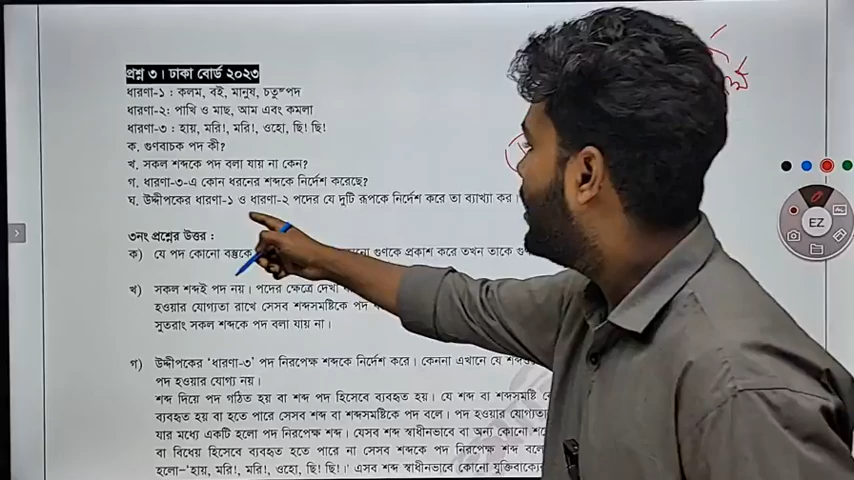 প্রশ্ন ৩। ঢাকা বোর্ড ২০২৩
ধারণা-১ : কলম, বই, মানুষ, চতুষ্পদ
ধারণা-২: পাখি ও মাছ, আম এবং কমলা
ধারণা-৩ : হায়, মরি!, মরি!, ওহো, ছি! ছি!
ক. গুণবাচক পদ কী?
খ. সকল শব্দকে পদ বলা যায় না কেন?
গ. ধারণা-৩-এ কোন ধরনের শব্দকে নির্দেশ করেছে?
ঘ. উদ্দীপকের ধারণা-১ ও ধারণা-২ পদের যে দুটি রূপকে নির্দেশ করে তা ব্যাখ্যা কর।
৩নং প্রশ্নের উত্তর :
ক) যে পদ কোনো বস্তুকে গুণকে প্রকাশ করে তখন তাকে
খ) সকল শব্দই পদ নয়। পদের ক্ষেত্রে দেখা
হওয়ার যোগ্যতা রাখে সেসব শব্দসমষ্টিকে পদ
সুতরাং সকল শব্দকে পদ বলা যায় না।
গ) উদ্দীপকের ‘ধারণা-৩’ পদ নিরপেক্ষ শব্দকে নির্দেশ করে। কেননা এখানে যে
পদ হওয়ার যোগ্য নয়।
শব্দ দিয়ে পদ গঠিত হয় বা শব্দ পদ হিসেবে ব্যবহৃত হয়। যে শব্দ বা শব্দসমষ্টি
ব্যবহৃত হয় বা হতে পারে সেসব শব্দ বা শব্দসমষ্টিকে পদ বলে। পদ হওয়ার
যার মধ্যে একটি হলো পদ নিরপেক্ষ শব্দ। যেসব শব্দ স্বাধীনভাবে বা অন্য কোনো
বা বিধেয় হিসেবে ব্যবহৃত হতে পারে না সেসব শব্দকে পদ নিরপেক্ষ শব্দ
হলো-‘হায়, মরি!, মরি!, ওহো, ছি! ছি!।’ এসব শব্দ স্বাধীনভাবে কোনো
EZ